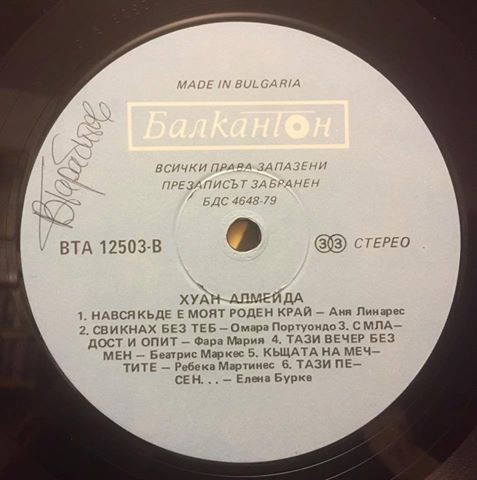 MADE IN BULGARIA
Балкантон
ВСИЧКИ ПРАВА ЗАПАЗЕНИ
ПРЕЗАПИСЪТ ЗАБРАНЕН
БДС 4648-79
ВТА 12503-В
33 СТЕРЕО
ХУАН АЛМЕЙДА
1. НАВСЯКЪДЕ Е МОЯТ РОДЕН КРАЙ – Аня Линарес
2. СВИКНАХ БЕЗ ТЕБ – Омара Портуондо 3. С МЛА-
ДОСТ И ОПИТ – Фара Мария 4. ТАЗИ ВЕЧЕР БЕЗ
МЕН – Беатрис Маркес 5. КЪЩАТА НА МЕЧ-
ТИТЕ – Ребека Мартинес 6. ТАЗИ ПЕ-
СЕН. . . – Елена Бурке